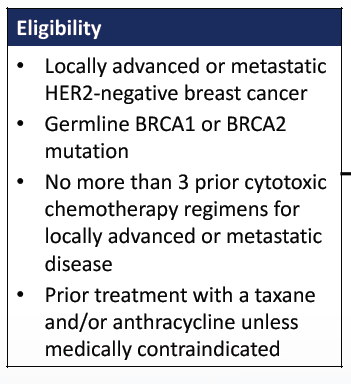 Eligibility
• Locally advanced or metastatic
HER2-negative breast cancer
• Germline BRCA1 or BRCA2
mutation
• No more than 3 prior cytotoxic
chemotherapy regimens for
locally advanced or metastatic
disease
• Prior treatment with a taxane
and/or anthracycline unless
medically contraindicated